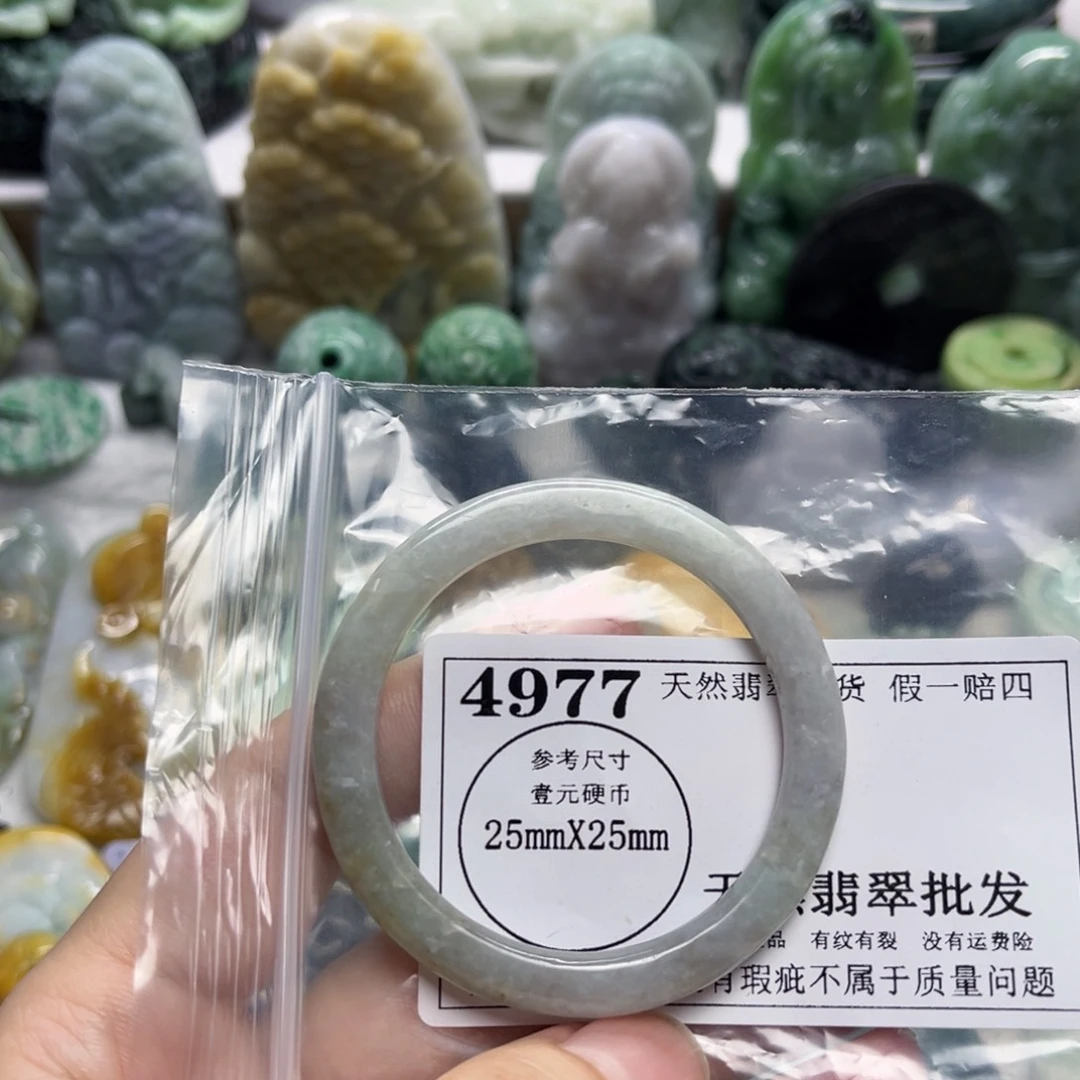 4977 天然翡 货 假一赔四
参考尺寸
壹元硬币
25mmX25mm
翡翠批发
品 有纹有裂 没有运费险
有瑕疵不属于质量问题